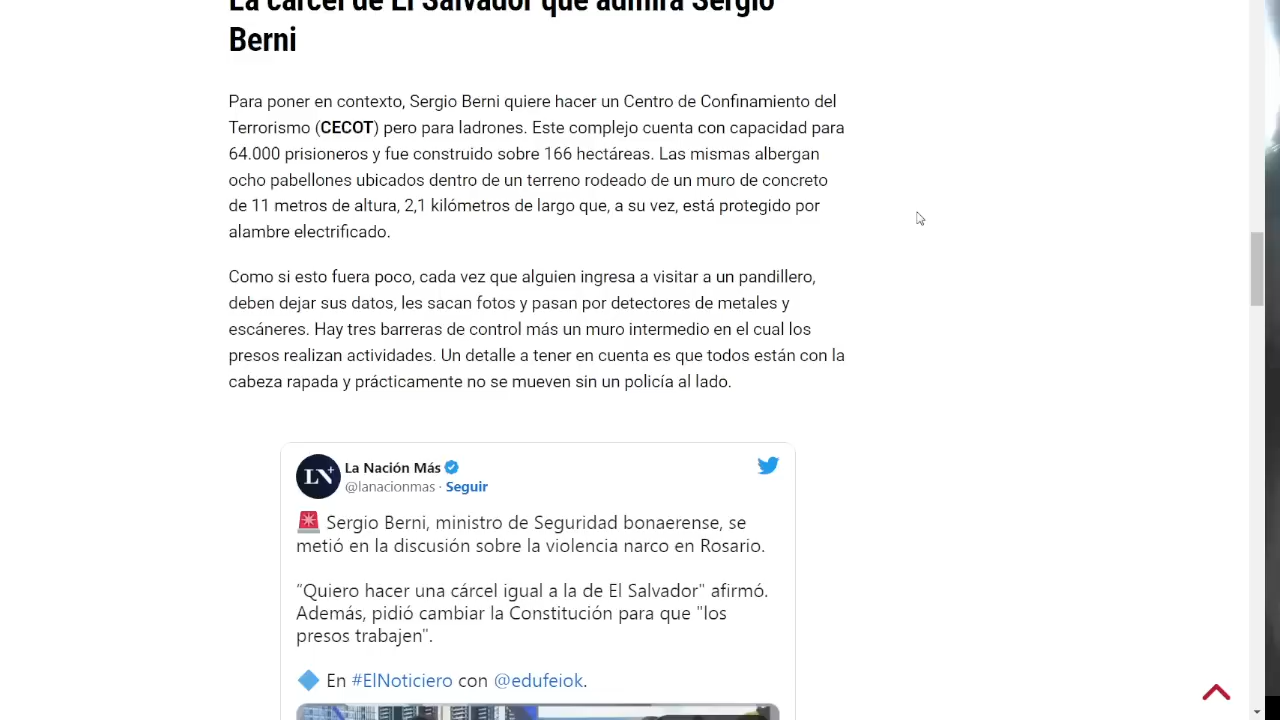 La cárcel de El Salvador que admira Sergio
Berni
Para poner en contexto, Sergio Berni quiere hacer un Centro de Confinamiento del
Terrorismo (CECOT) pero para ladrones. Este complejo cuenta con capacidad para
64.000 prisioneros y fue construido sobre 166 hectáreas. Las mismas albergan
ocho pabellones ubicados dentro de un terreno rodeado de un muro de concreto
de 11 metros de altura, 2,1 kilómetros de largo que, a su vez, está protegido por
alambre electrificado.
Como si esto fuera poco, cada vez que alguien ingresa a visitar a un pandillero,
deben dejar sus datos, les sacan fotos y pasan por detectores de metales y
escáneres. Hay tres barreras de control más un muro intermedio en el cual los
presos realizan actividades. Un detalle a tener en cuenta es que todos están con la
cabeza rapada y prácticamente no se mueven sin un policía al lado.
LN+
La Nación Más
@lanacionmas · Seguir
Sergio Berni, ministro de Seguridad bonaerense, se
metió en la discusión sobre la violencia narco en Rosario.
"Quiero hacer una cárcel igual a la de El Salvador" afirmó.
Además, pidió cambiar la Constitución para que "los
presos trabajen".
En #ElNoticiero con @edufeiok.